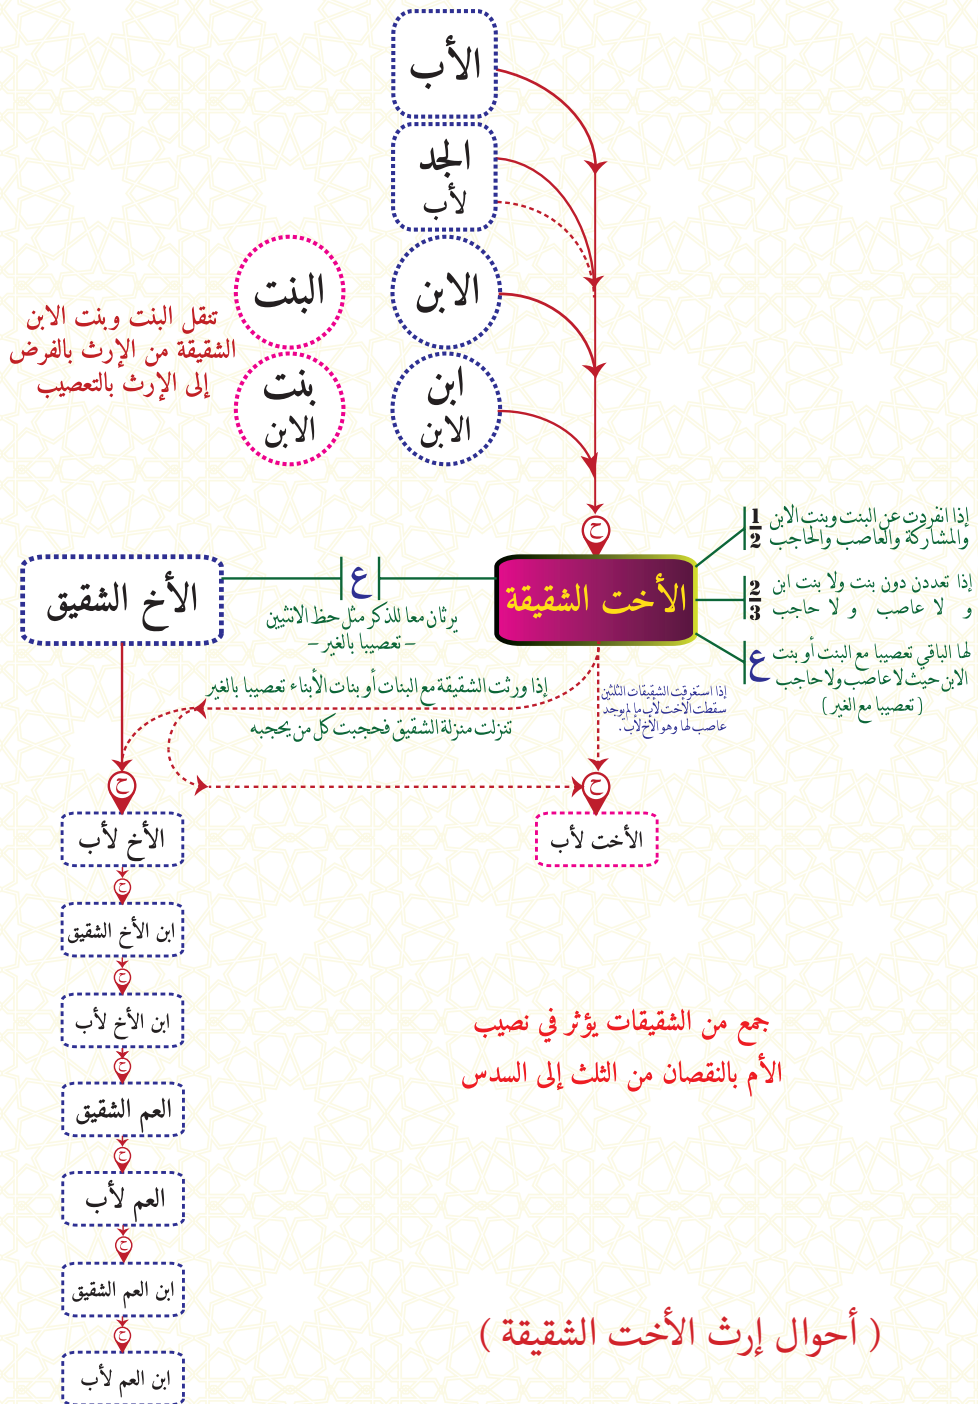 الأب
الجد
لأب
الابن
البنت
ابن
الابن
بنت
الابن
تنقل البنت وبنت الابن
الشقيقة من الإرث بالفرض
إلى الإرث بالتعصيب
ح
الأخت الشقيقة
1/2
إذا انفردت عن البنت وبنت الابن
والمشاركة والعاصب والحاجب
2/3
إذا تعددن دون بنت ولا بنت ابن
و لا عاصب و لا حاجب
ع
لها الباقي تعصيبا مع البنت أو بنت
الابن حيث لا عاصب ولا حاجب
( تعصيبا مع الغير )
ع
يرثان معا للذكر مثل حظ الانثيين
– تعصيبا بالغير –
الأخ الشقيق
إذا ورثت الشقيقة مع البنات أو بنات الأبناء تعصيبا بالغير
تنزلت منزلة الشقيق فحجبت كل من يحجبه
إذا استغرقت الشقيقات الثلثين
سقطت الأخت لأب ما لم يوجد
عاصب لها وهو الأخ لأب .
ح
الأخت لأب
ح
الأخ لأب
ح
ابن الأخ الشقيق
ح
ابن الأخ لأب
ح
العم الشقيق
ح
العم لأب
ح
ابن العم الشقيق
ح
ابن العم لأب
جمع من الشقيقات يؤثر في نصيب
الأم بالنقصان من الثلث إلى السدس
( أحوال إرث الأخت الشقيقة )